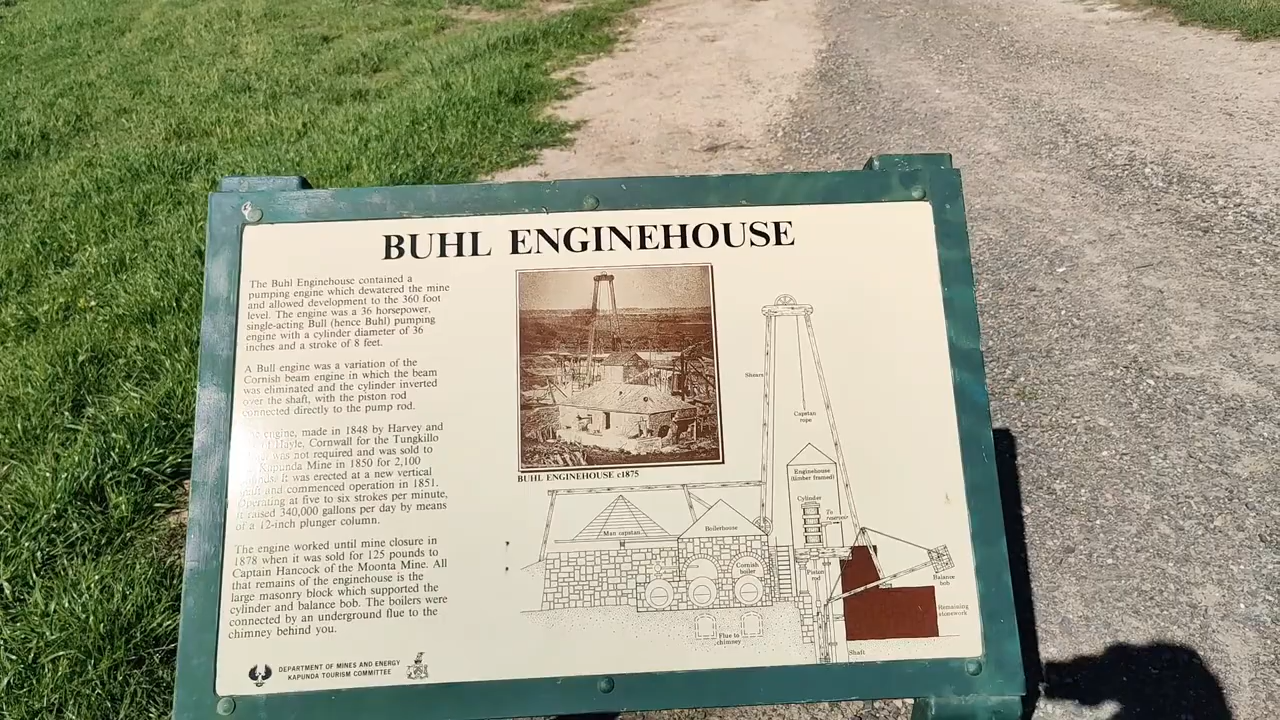 BUHL ENGINEHOUSE
The Buhl Enginehouse contained a
pumping engine which dewatered the mine
and allowed development to the 360 foot
level. The engine was a 36 horsepower,
single-acting Bull (hence Buhl) pumping
engine with a cylinder diameter of 36
inches and a stroke of 8 feet.
A Bull engine was a variation of the
Cornish beam engine in which the beam
was eliminated and the cylinder inverted
over the shaft, with the piston rod
connected directly to the pump rod.
engine, made in 1848 by Harvey and
Hayle, Cornwall for the Tungkillo
was not required and was sold to
Kapunda Mine in 1850 for 2,100
It was erected at a new vertical
and commenced operation in 1851.
Operating at five to six strokes per minute,
it raised 340,000 gallons per day by means
of a 12-inch plunger column.
The engine worked until mine closure in
1878 when it was sold for 125 pounds to
Captain Hancock of the Moonta Mine. All
that remains of the enginehouse is the
large masonry block which supported the
cylinder and balance bob. The boilers were
connected by an underground flue to the
chimney behind you.
DEPARTMENT OF MINES AND ENERGY
KAPUNDA TOURISM COMMITTEE
BUHL ENGINEHOUSE c1875
Shears
Capstan
rope
Enginehouse
(timber framed)
Cylinder
To
reservoir
Man capstan
Boilerhouse
Cornish
boiler
Piston
rod
Balance
bob
Remaining
stonework
Flue to
chimney
Shaft